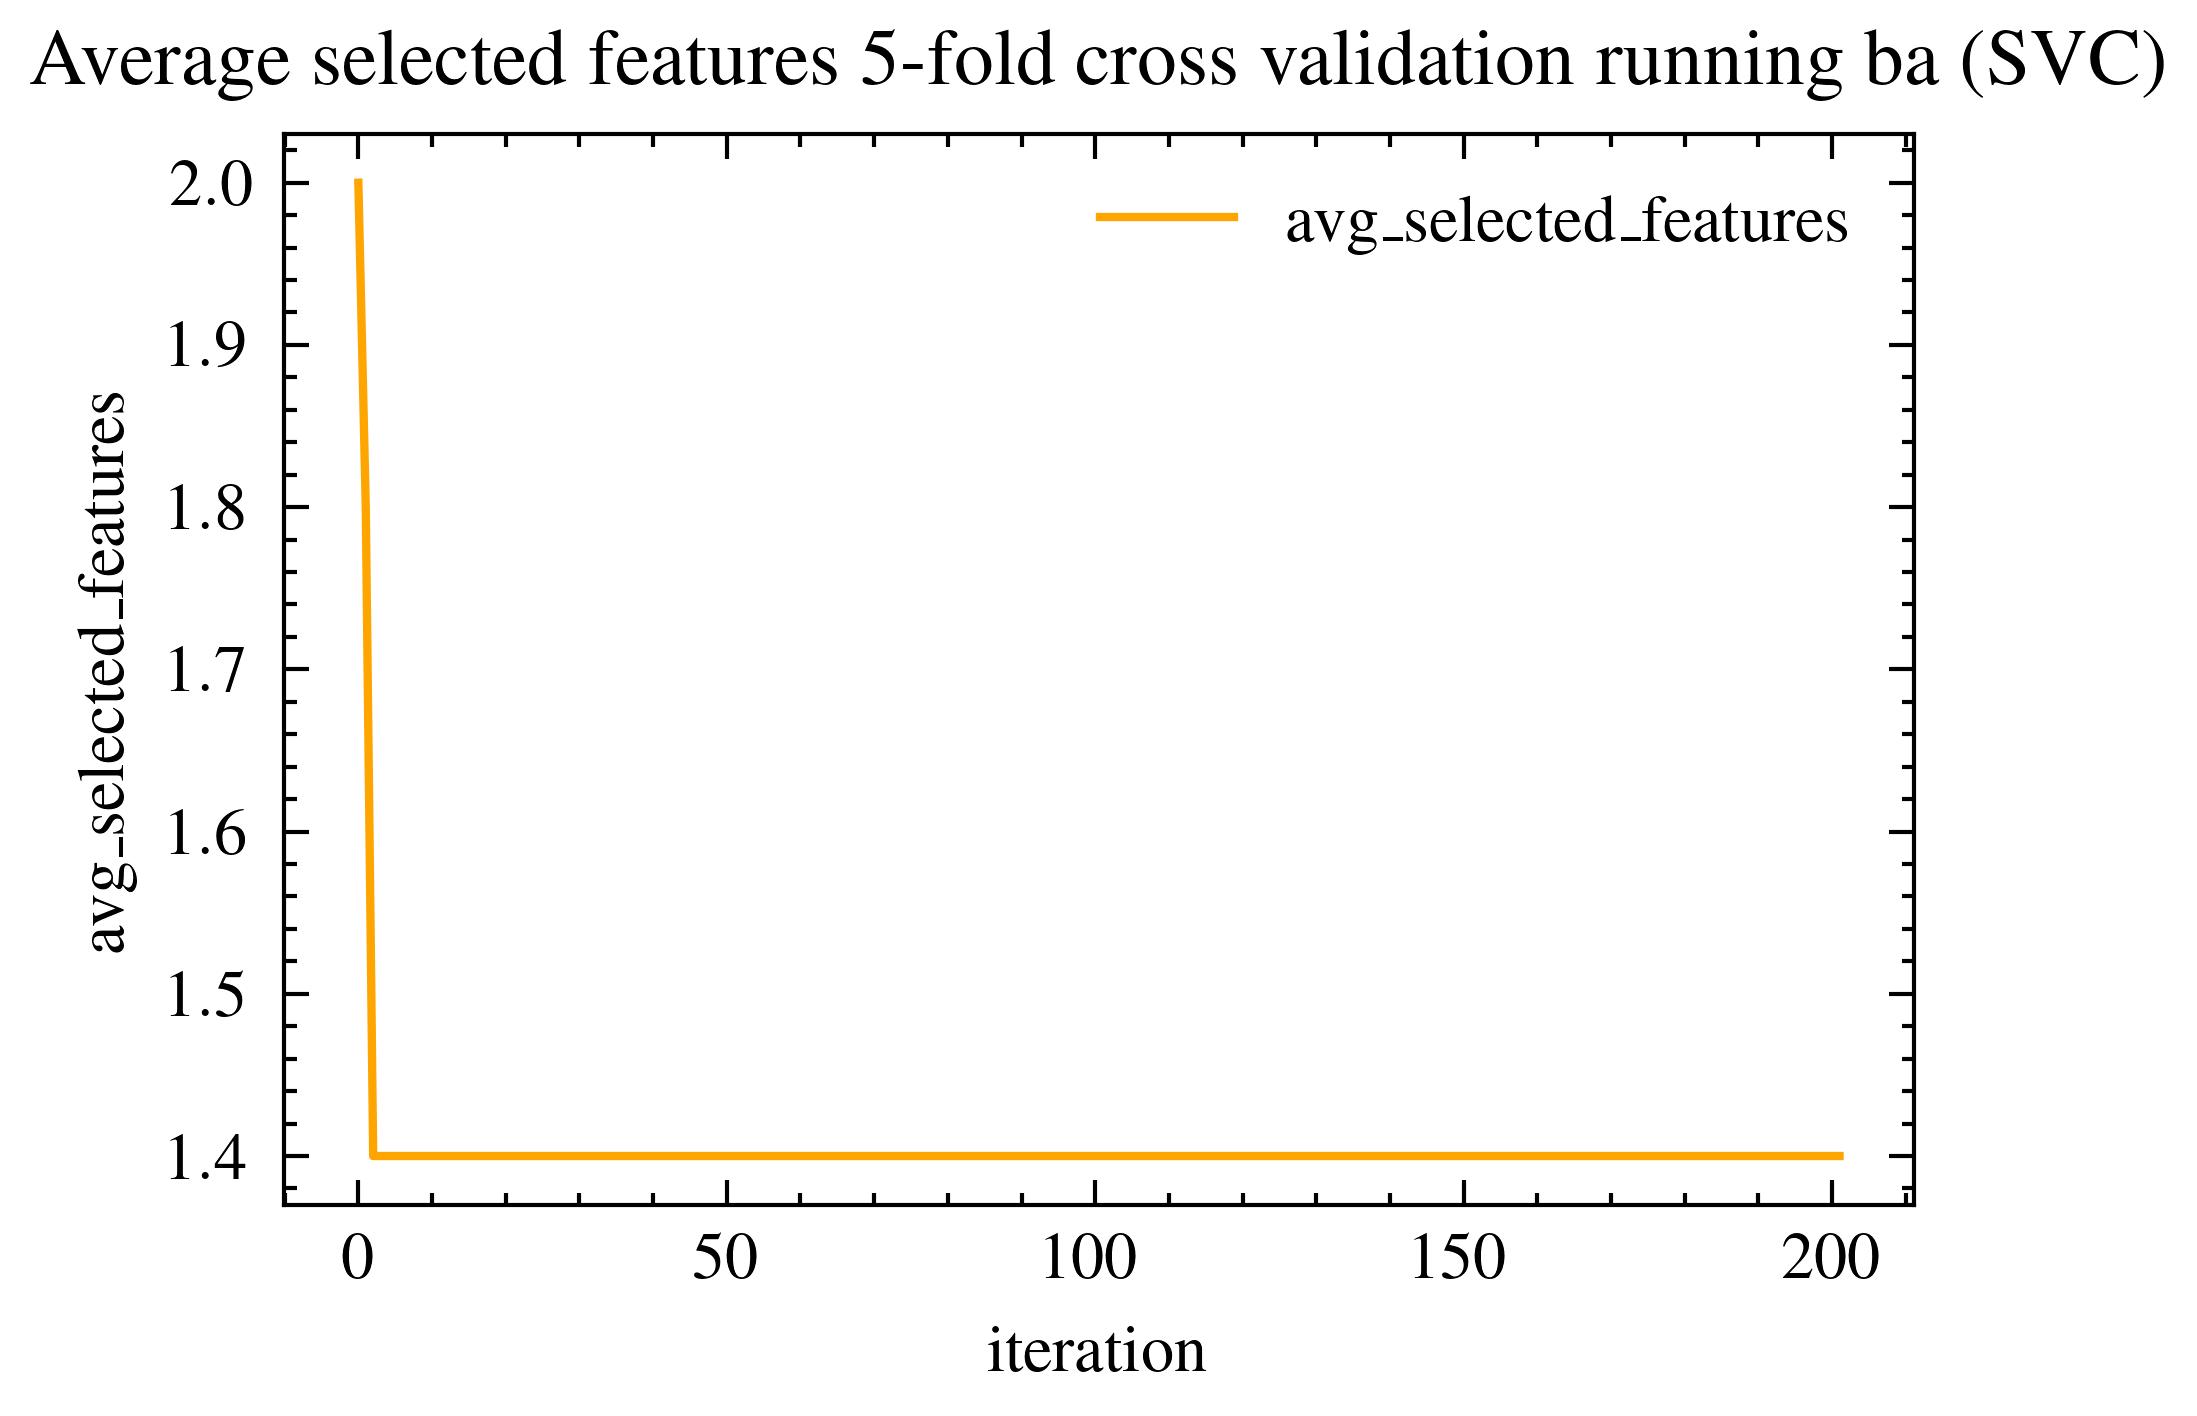 Average selected features 5-fold cross validation running ba (SVC)
avg_selected_features
2.0
1.9
1.8
1.7
1.6
1.5
1.4
avg_selected_features
0 50 100 150 200
iteration